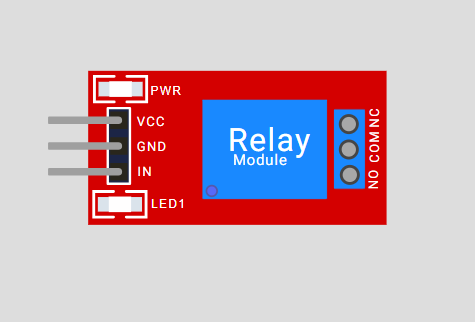 PWR
VCC
GND
IN
LED1
Relay
Module
NO COM NC